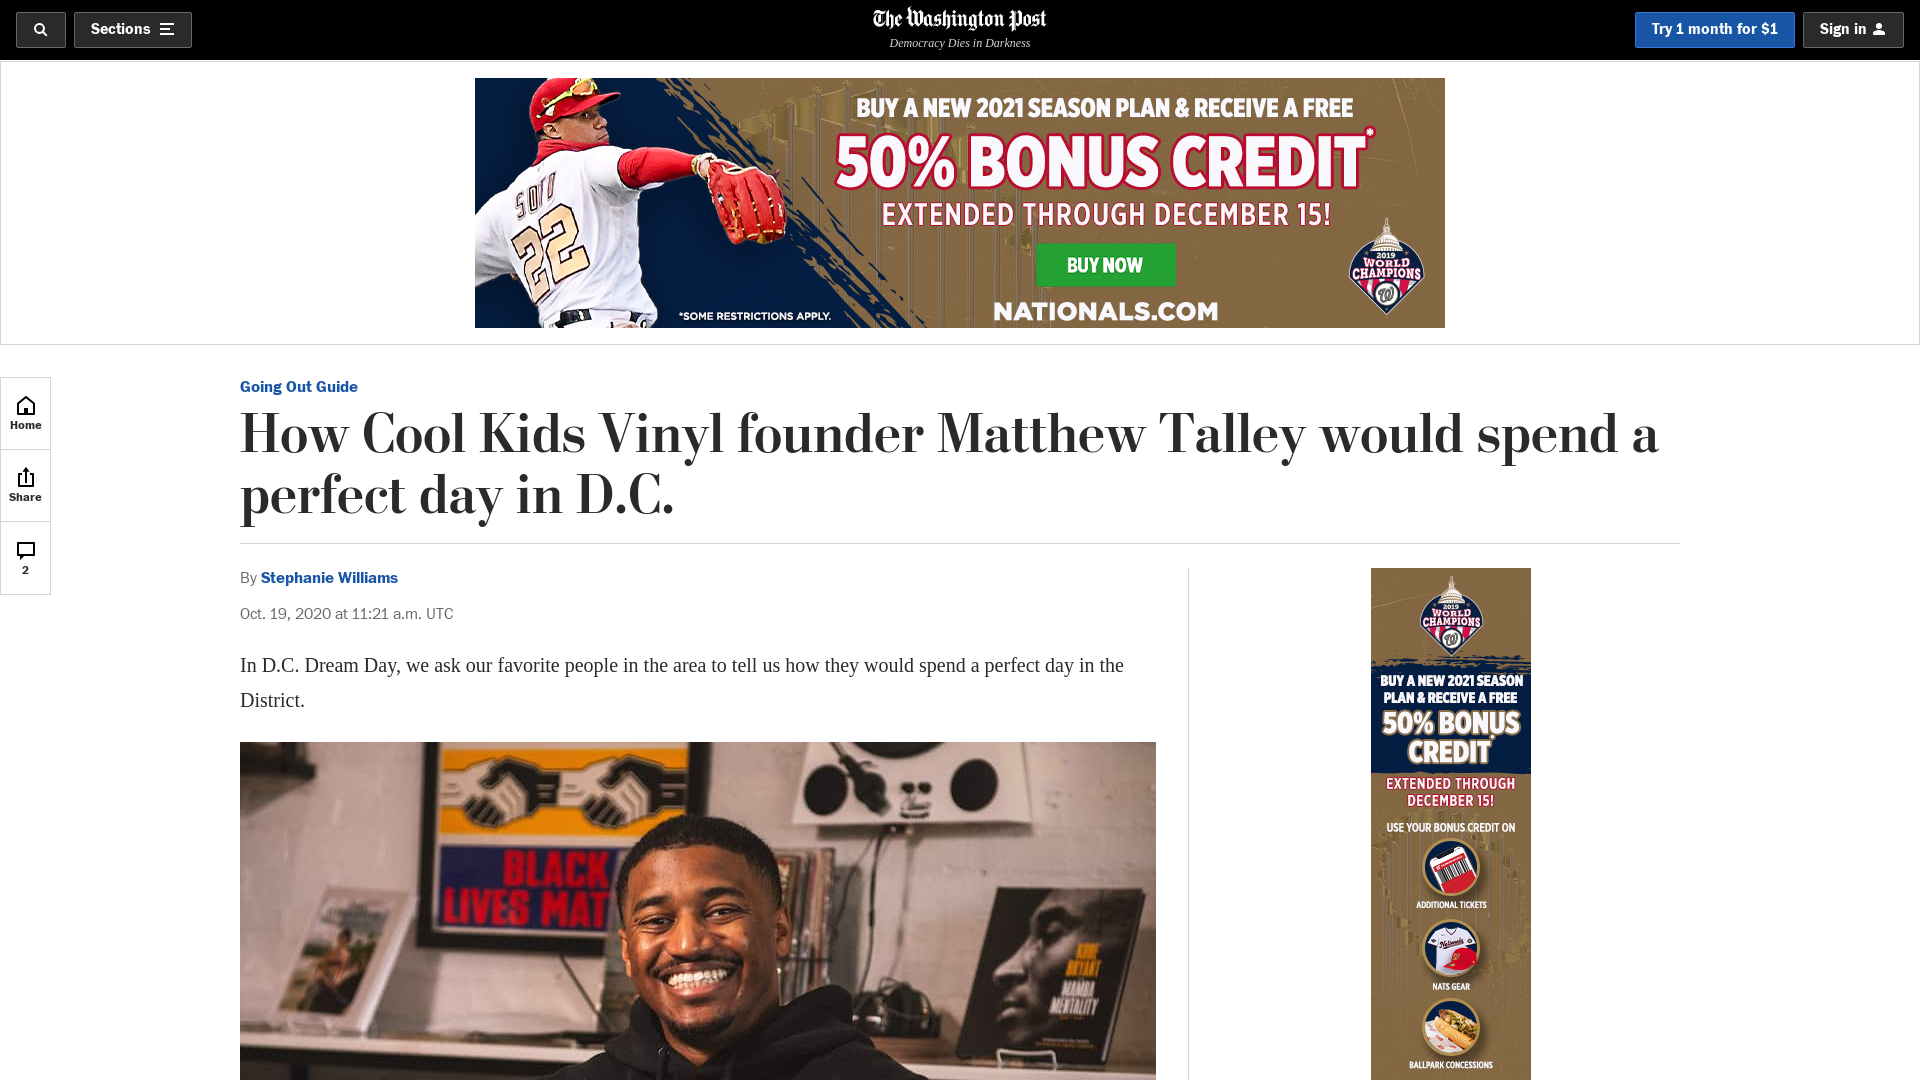 Sections
The Washington Post
Democracy Dies in Darkness
Try 1 month for $1
Sign in
BUY A NEW 2021 SEASON PLAN & RECEIVE A FREE
50% BONUS CREDIT*
EXTENDED THROUGH DECEMBER 15!
BUY NOW
NATIONALS.COM
*SOME RESTRICTIONS APPLY.
SOTO
22
2019
WORLD
CHAMPIONS
W
Home
Share
2
Going Out Guide
How Cool Kids Vinyl founder Matthew Talley would spend a
perfect day in D.C.
By Stephanie Williams
Oct. 19, 2020 at 11:21 a.m. UTC
In D.C. Dream Day, we ask our favorite people in the area to tell us how they would spend a perfect day in the
District.
BLACK
LIVES MAT
KOBE
BRYANT
MAMBA
MENTALITY
2019
WORLD
CHAMPIONS
W
BUY A NEW 2021 SEASON
PLAN & RECEIVE A FREE
50% BONUS
CREDIT*
EXTENDED THROUGH
DECEMBER 15!
USE YOUR BONUS CREDIT ON
ADDITIONAL TICKETS
Nationals
NATS GEAR
BALLPARK CONCESSIONS